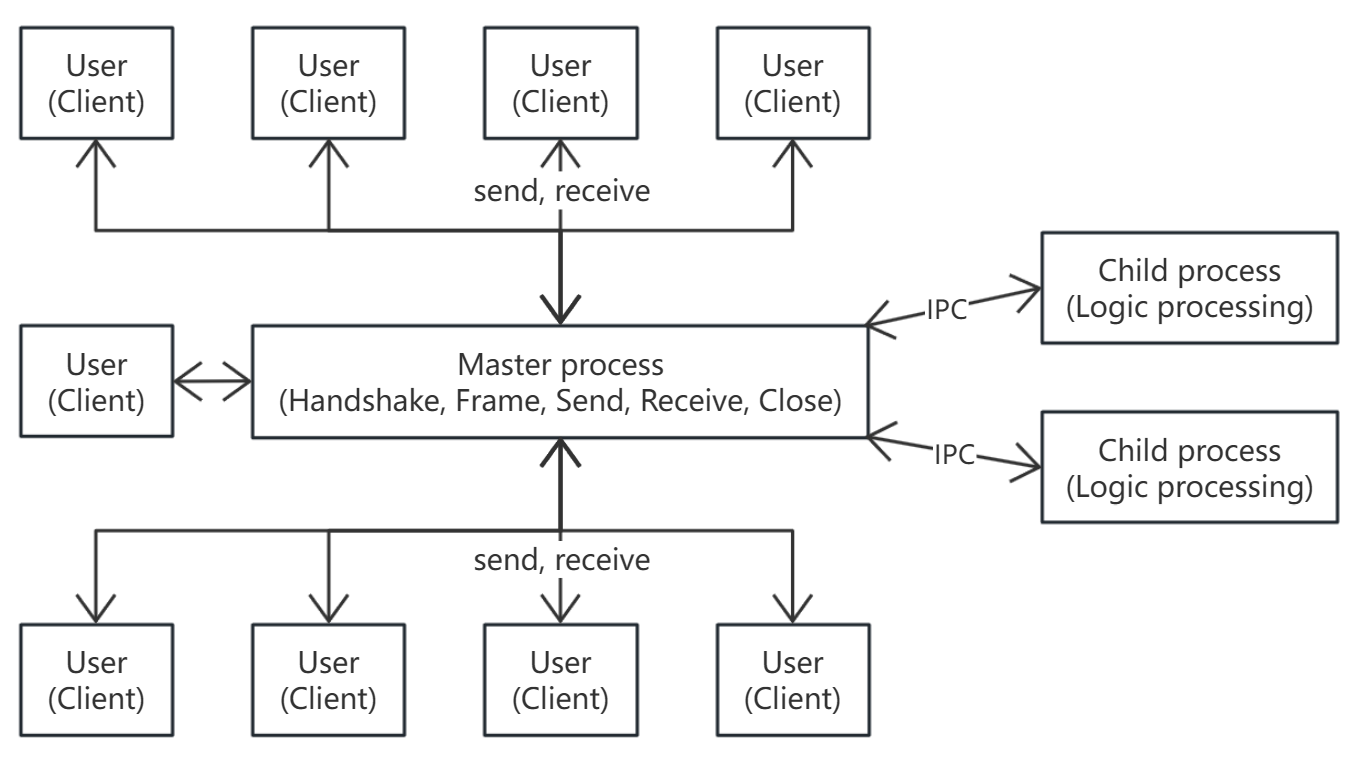 User
(Client)
User
(Client)
User
(Client)
User
(Client)
send, receive
Child process
(Logic processing)
IPC
User
(Client)
Master process
(Handshake, Frame, Send, Receive, Close)
IPC
Child process
(Logic processing)
send, receive
User
(Client)
User
(Client)
User
(Client)
User
(Client)